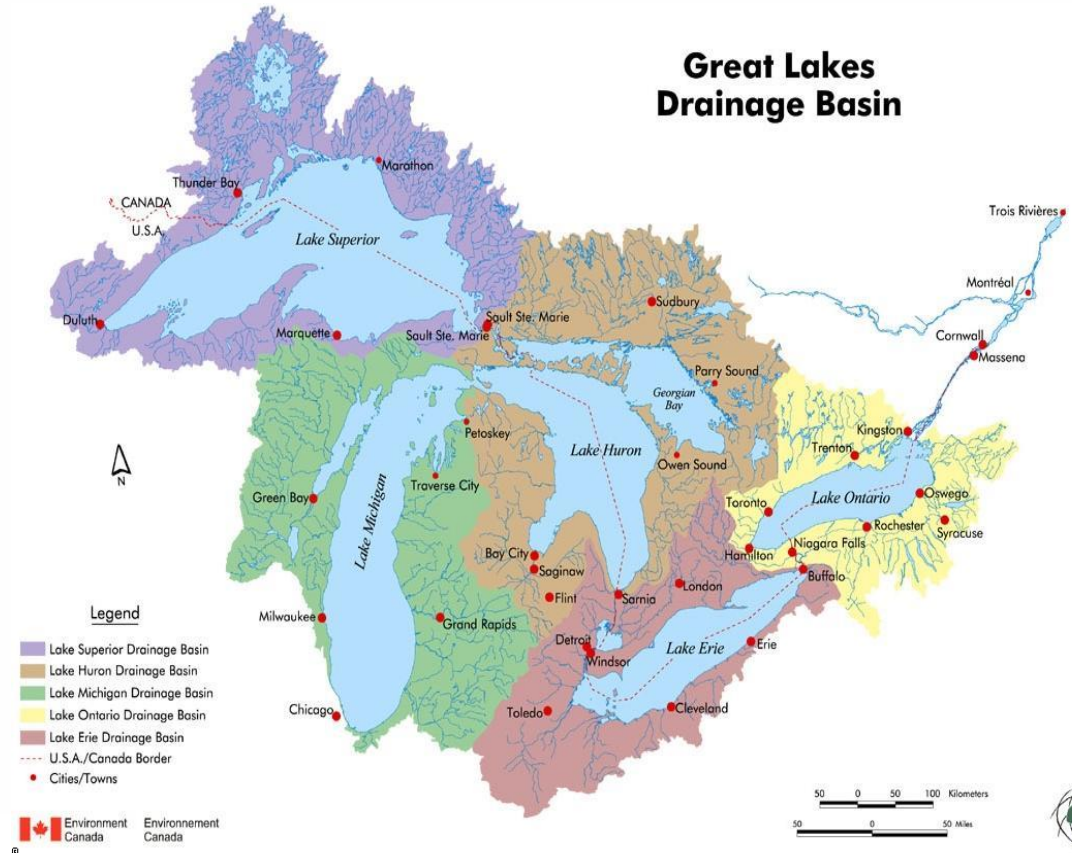 Great Lakes
Drainage Basin
Marathon
Thunder Bay
CANADA
U.S.A.
Lake Superior
Trois Rivières
Montréal
Sudbury
Duluth
Sault Ste. Marie
Marquette
Sault Ste. Marie
Cornwall
Massena
Parry Sound
Georgian
Bay
Petoskey
Kingston
Lake Huron
Trenton
Owen Sound
N
Traverse City
Green Bay
Lake Michigan
Lake Ontario
Oswego
Toronto
Rochester
Syracuse
Hamilton
Niagara Falls
Bay City
Saginaw
Buffalo
London
Flint
Sarnia
Legend
Milwaukee
Grand Rapids
Detroit
Windsor
Lake Erie
Erie
Lake Superior Drainage Basin
Lake Huron Drainage Basin
Lake Michigan Drainage Basin
Lake Ontario Drainage Basin
Lake Erie Drainage Basin
U.S.A./Canada Border
Cities/Towns
Chicago
Toledo
Cleveland
50 0 50 100 Kilometers
50 0 50 Miles
Environment Environnement
Canada Canada